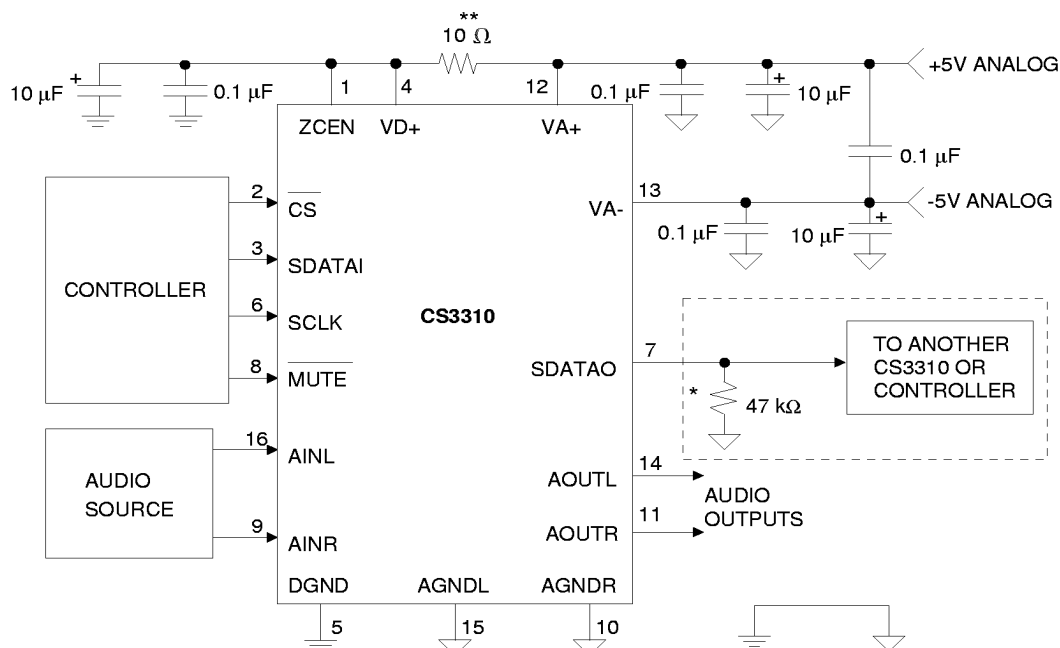 **
10 Ω
+5V ANALOG
+
10 μF
0.1 μF
1
4
12
0.1 μF
+
10 μF
ZCEN
VD+
VA+
0.1 μF
2
CS
13
VA-
-5V ANALOG
0.1 μF
10 μF
+
3
SDATAI
CONTROLLER
6
SCLK
CS3310
8
MUTE
7
SDATAO
TO ANOTHER
CS3310 OR
CONTROLLER
*
47 kΩ
16
AINL
AUDIO
SOURCE
14
AOUTL
AUDIO
OUTPUTS
11
AOUTR
9
AINR
DGND
AGNDL
AGNDR
5
15
10